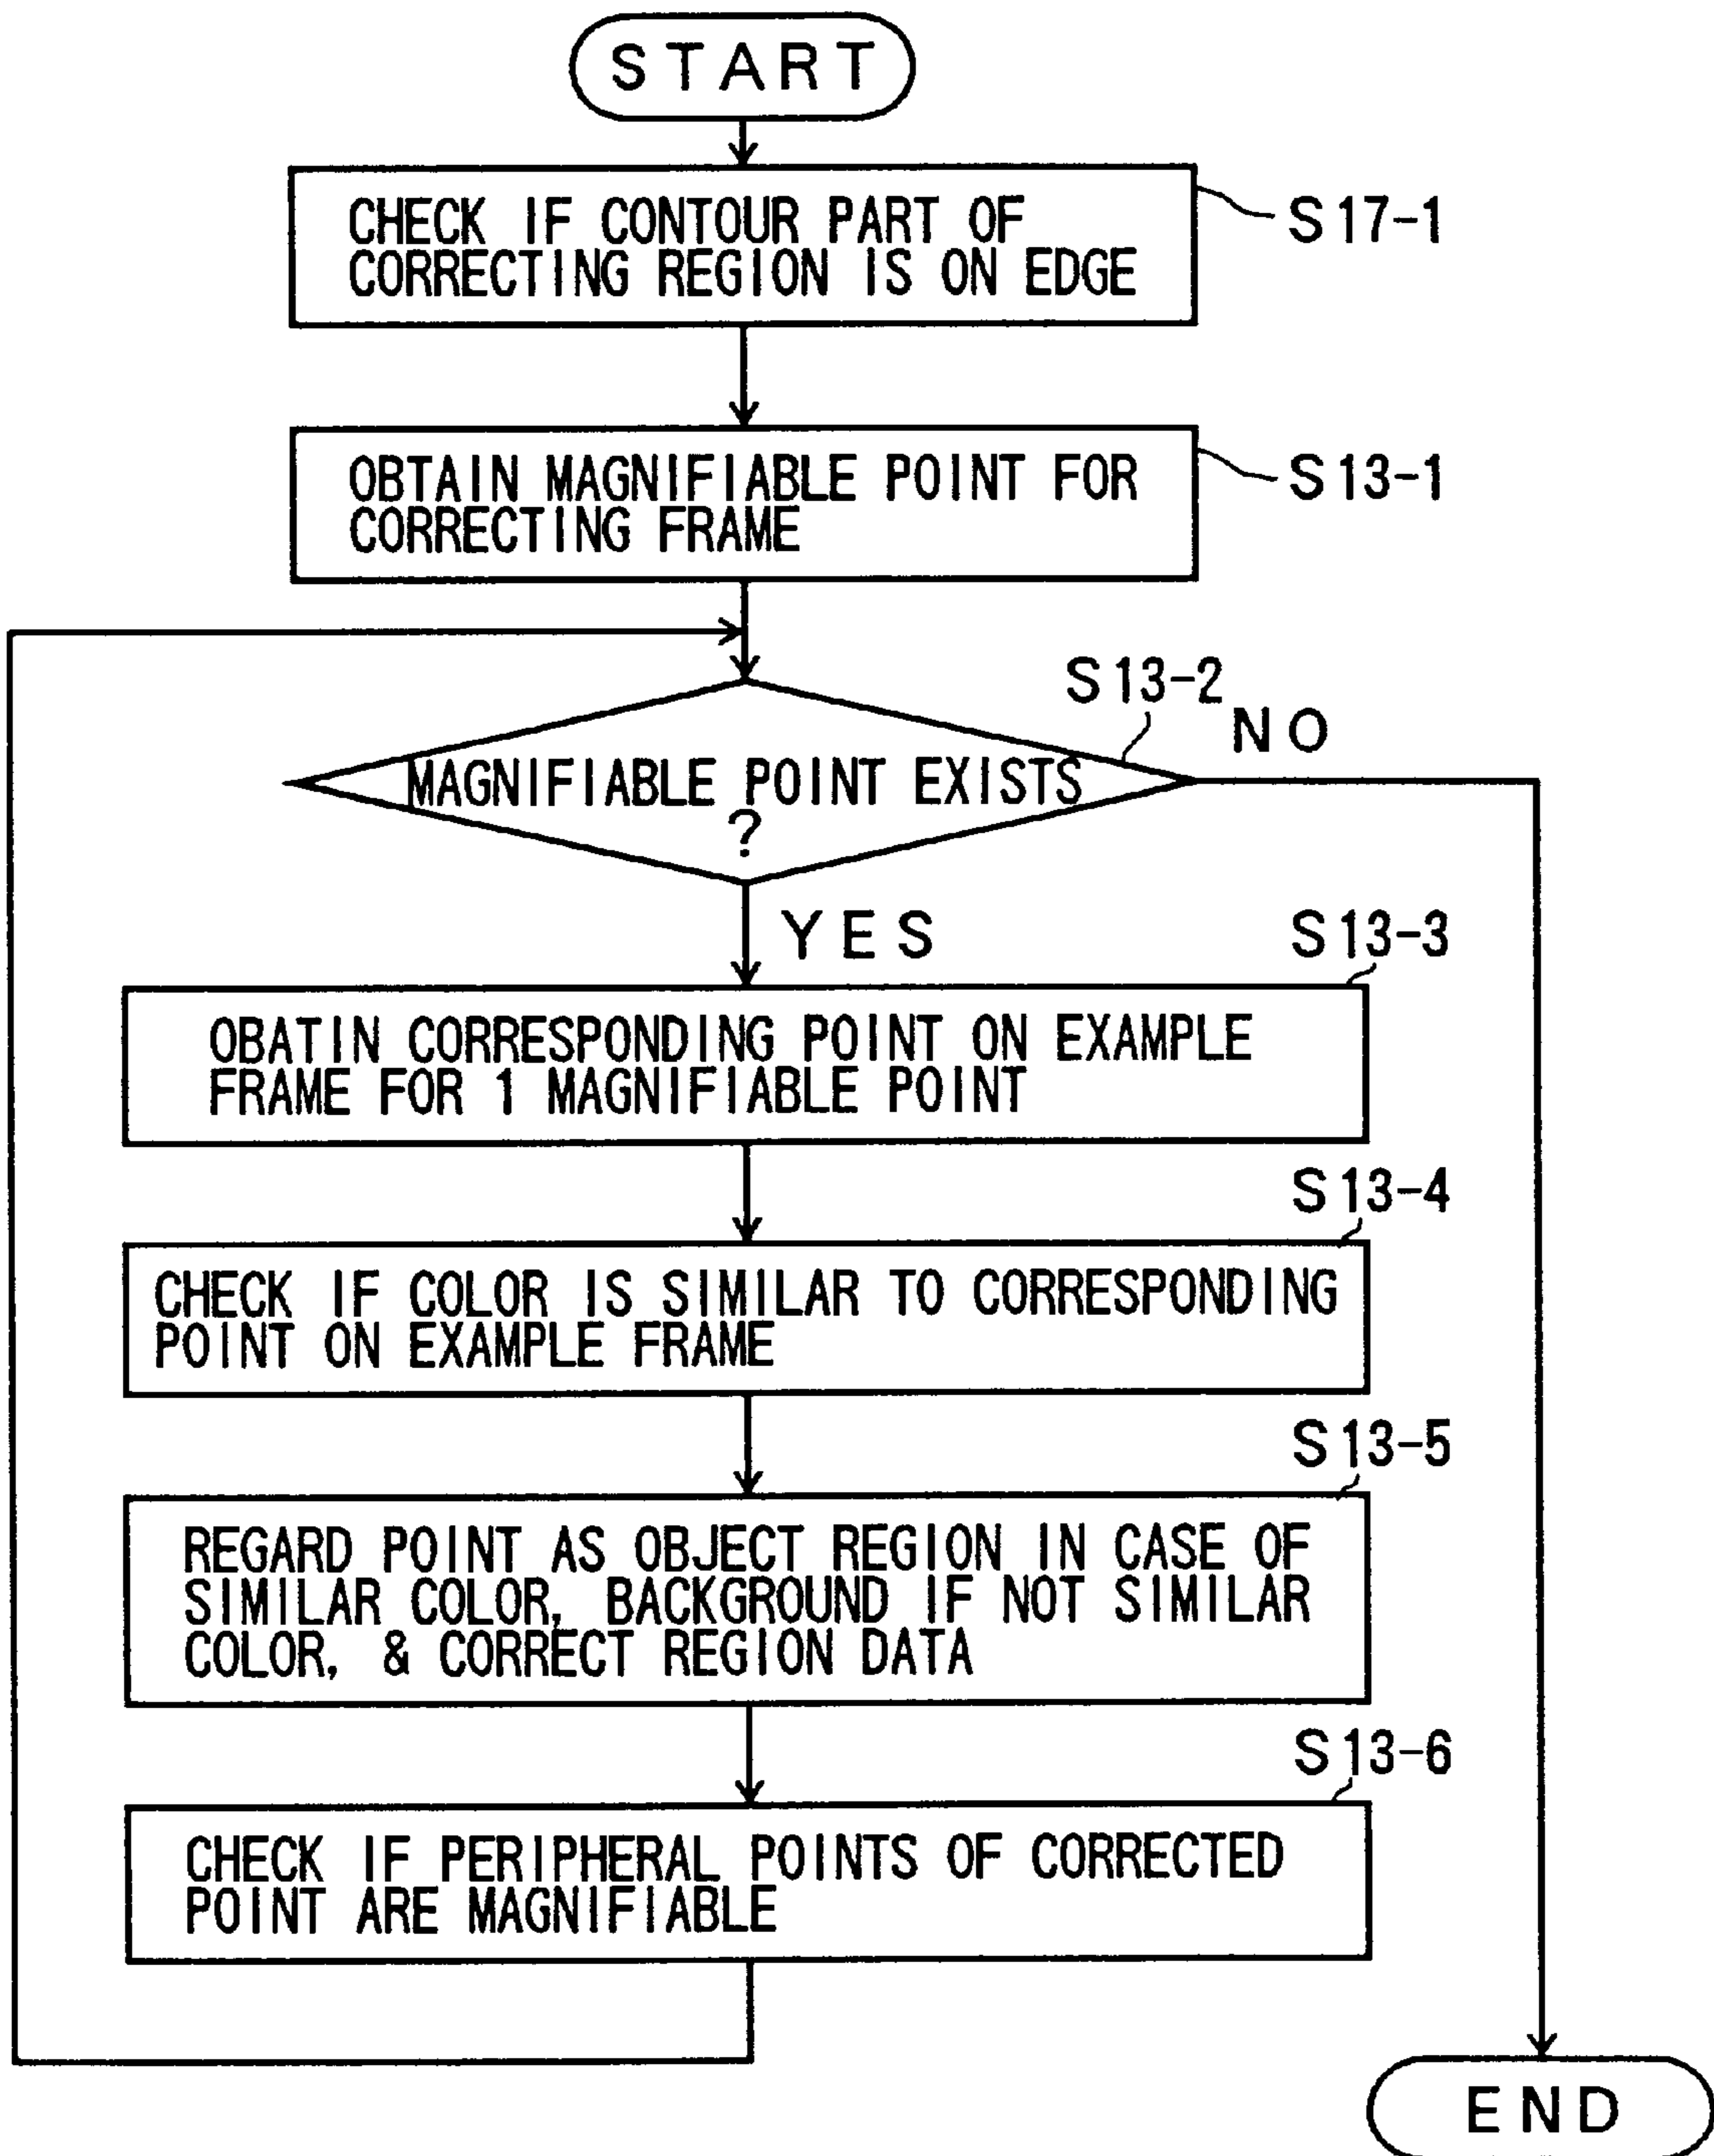 START
CHECK IF CONTOUR PART OF
CORRECTING REGION IS ON EDGE
S17-1
OBTAIN MAGNIFIABLE POINT FOR
CORRECTING FRAME
S13-1
S13-2
NO
MAGNIFIABLE POINT EXISTS
?
YES
S13-3
OBATIN CORRESPONDING POINT ON EXAMPLE
FRAME FOR 1 MAGNIFIABLE POINT
S13-4
CHECK IF COLOR IS SIMILAR TO CORRESPONDING
POINT ON EXAMPLE FRAME
S13-5
REGARD POINT AS OBJECT REGION IN CASE OF
SIMILAR COLOR, BACKGROUND IF NOT SIMILAR
COLOR, & CORRECT REGION DATA
S13-6
CHECK IF PERIPHERAL POINTS OF CORRECTED
POINT ARE MAGNIFIABLE
END